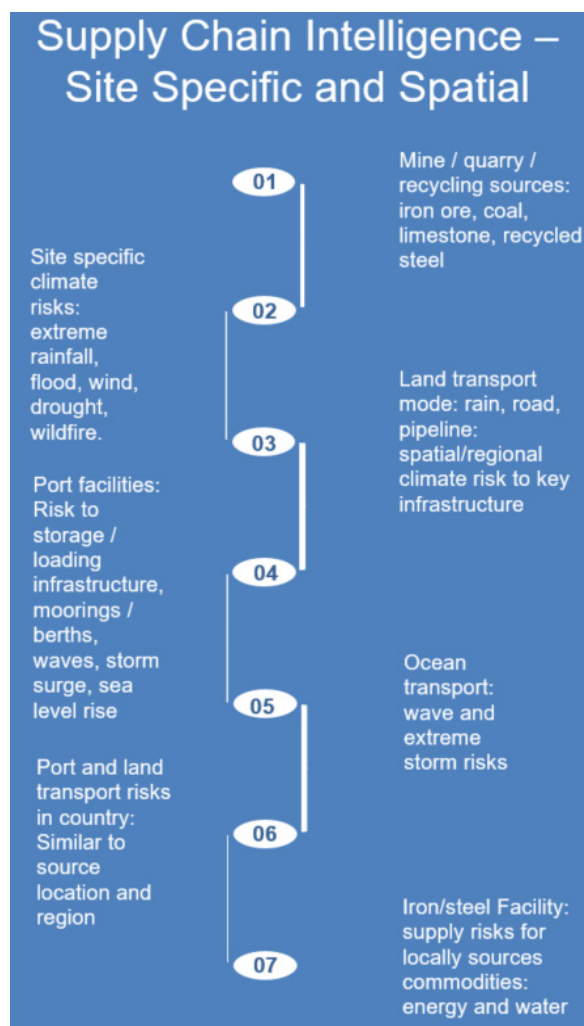 Supply Chain Intelligence –
Site Specific and Spatial
01
Mine / quarry /
recycling sources:
iron ore, coal,
limestone, recycled
steel
Site specific
climate
risks:
extreme
rainfall,
flood, wind,
drought,
wildfire.
02
03
Land transport
mode: rain, road,
pipeline:
spatial/regional
climate risk to key
infrastructure
Port facilities:
Risk to
storage /
loading
infrastructure,
moorings /
berths,
waves, storm
surge, sea
level rise
04
05
Ocean
transport:
wave and
extreme
storm risks
Port and land
transport risks
in country:
Similar to
source
location and
region
06
07
Iron/steel Facility:
supply risks for
locally sources
commodities:
energy and water